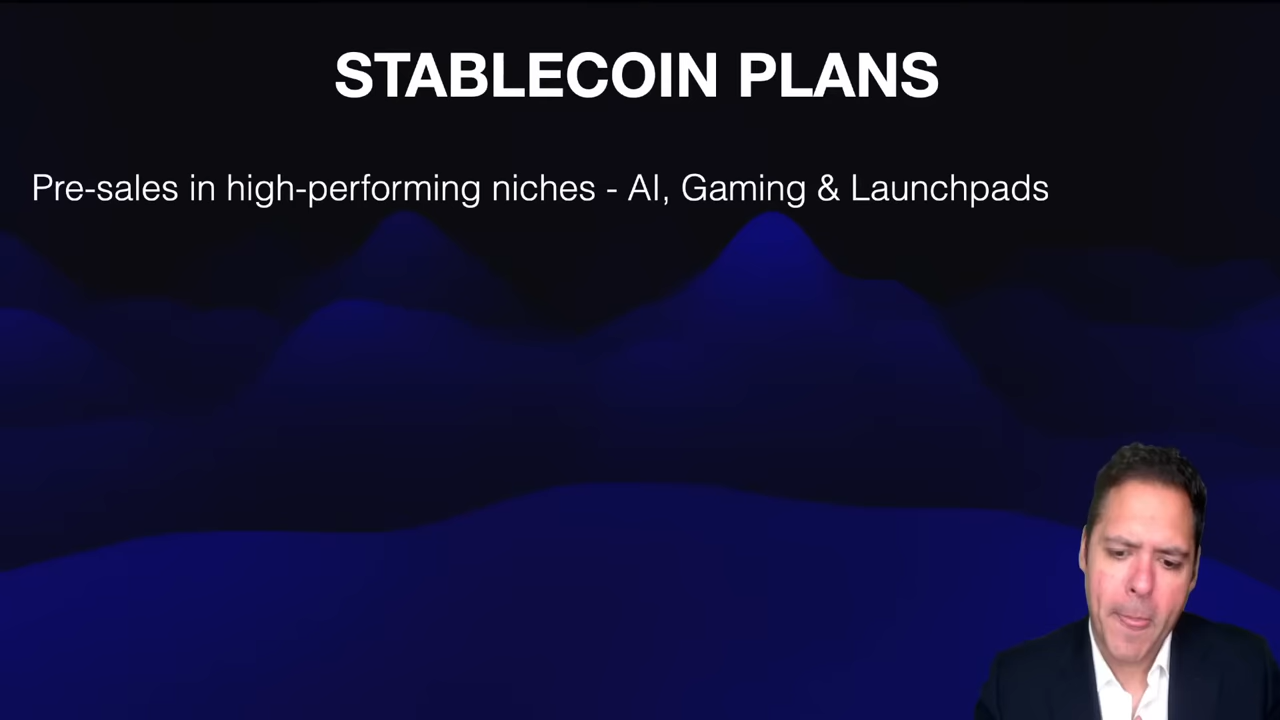 STABLECOIN PLANS
Pre-sales in high-performing niches - AI, Gaming & Launchpads